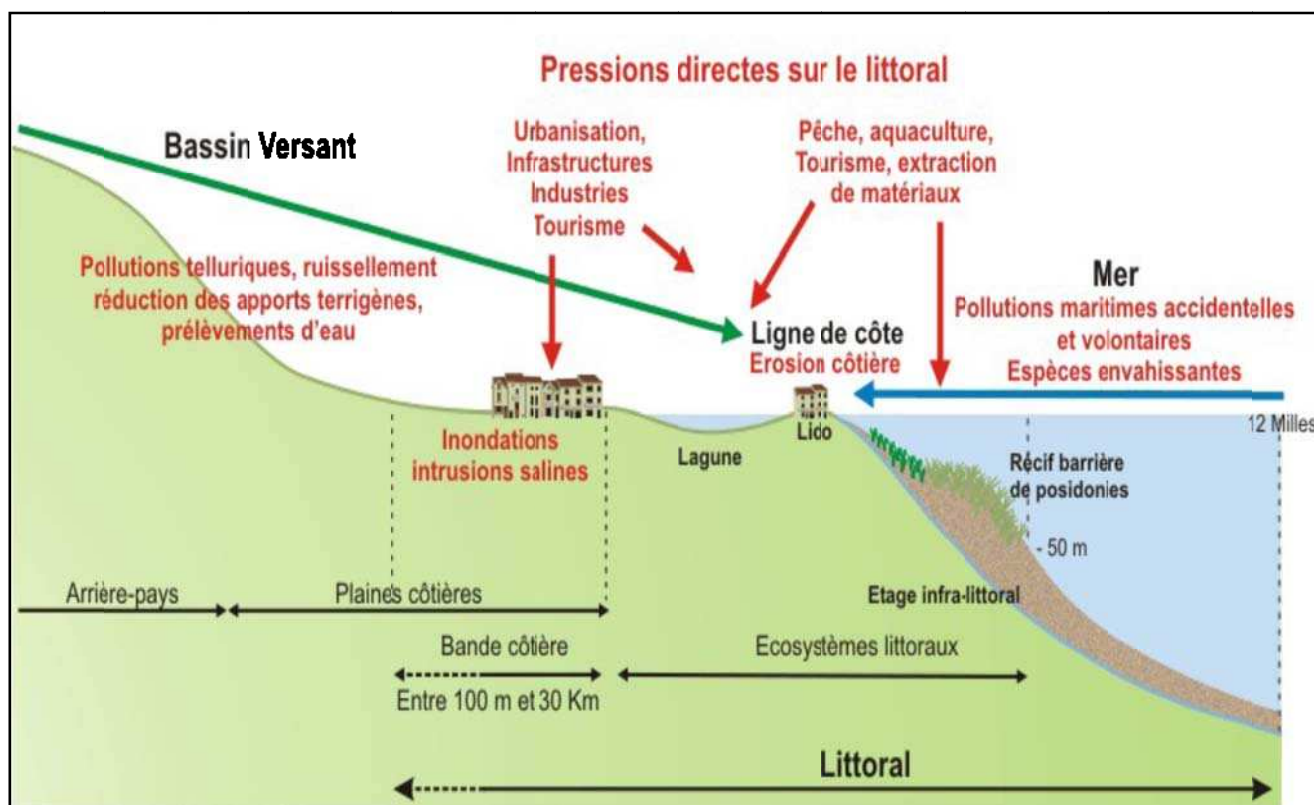 Pressions directes sur le littoral
Bassin Versant
Urbanisation,
Infrastructures
Industries
Tourisme
Pêche, aquaculture,
Tourisme, extraction
de matériaux
Pollutions telluriques, ruissellement
réduction des apports terrigènes,
prélèvements d'eau
Mer
Pollutions maritimes accidentelles
et volontaires
Espèces envahissantes
Ligne de côte
Erosion côtière
12 Milles
Inondations
intrusions salines
Lagune
Lido
Récif barrière
de posidonies
- 50 m
Arrière-pays
Plaines côtières
Etage infra-littoral
Bande côtière
Ecosystèmes littoraux
Entre 100 m et 30 Km
Littoral